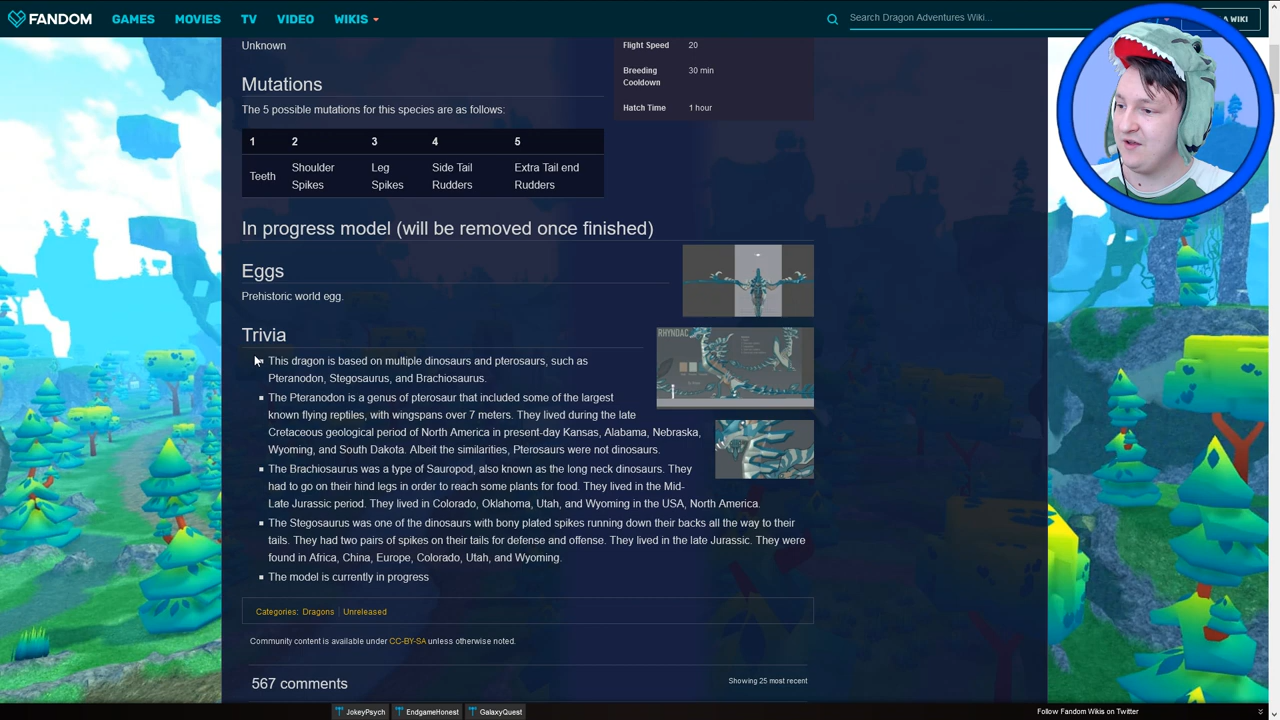 FANDOM GAMES MOVIES TV VIDEO WIKIS Search Dragon Adventures Wiki... A WIKI
Unknown
Flight Speed 20
Breeding Cooldown 30 min
Hatch Time 1 hour
Mutations
The 5 possible mutations for this species are as follows:
1 2 3 4 5
Teeth Shoulder Spikes Leg Spikes Side Tail Rudders Extra Tail end Rudders
In progress model (will be removed once finished)
Eggs
Prehistoric world egg.
Trivia
RHYNDAC
This dragon is based on multiple dinosaurs and pterosaurs, such as
Pteranodon, Stegosaurus, and Brachiosaurus.
The Pteranodon is a genus of pterosaur that included some of the largest
known flying reptiles, with wingspans over 7 meters. They lived during the late
Cretaceous geological period of North America in present-day Kansas, Alabama, Nebraska,
Wyoming, and South Dakota. Albeit the similarities, Pterosaurs were not dinosaurs.
The Brachiosaurus was a type of Sauropod, also known as the long neck dinosaurs. They
had to go on their hind legs in order to reach some plants for food. They lived in the Mid-
Late Jurassic period. They lived in Colorado, Oklahoma, Utah, and Wyoming in the USA, North America.
The Stegosaurus was one of the dinosaurs with bony plated spikes running down their backs all the way to their
tails. They had two pairs of spikes on their tails for defense and offense. They lived in the late Jurassic. They were
found in Africa, China, Europe, Colorado, Utah, and Wyoming.
The model is currently in progress
Categories: Dragons Unreleased
Community content is available under CC-BY-SA unless otherwise noted.
567 comments Showing 25 most recent
JokeyPsych EndgameHonest GalaxyQuest Follow Fandom Wikis on Twitter